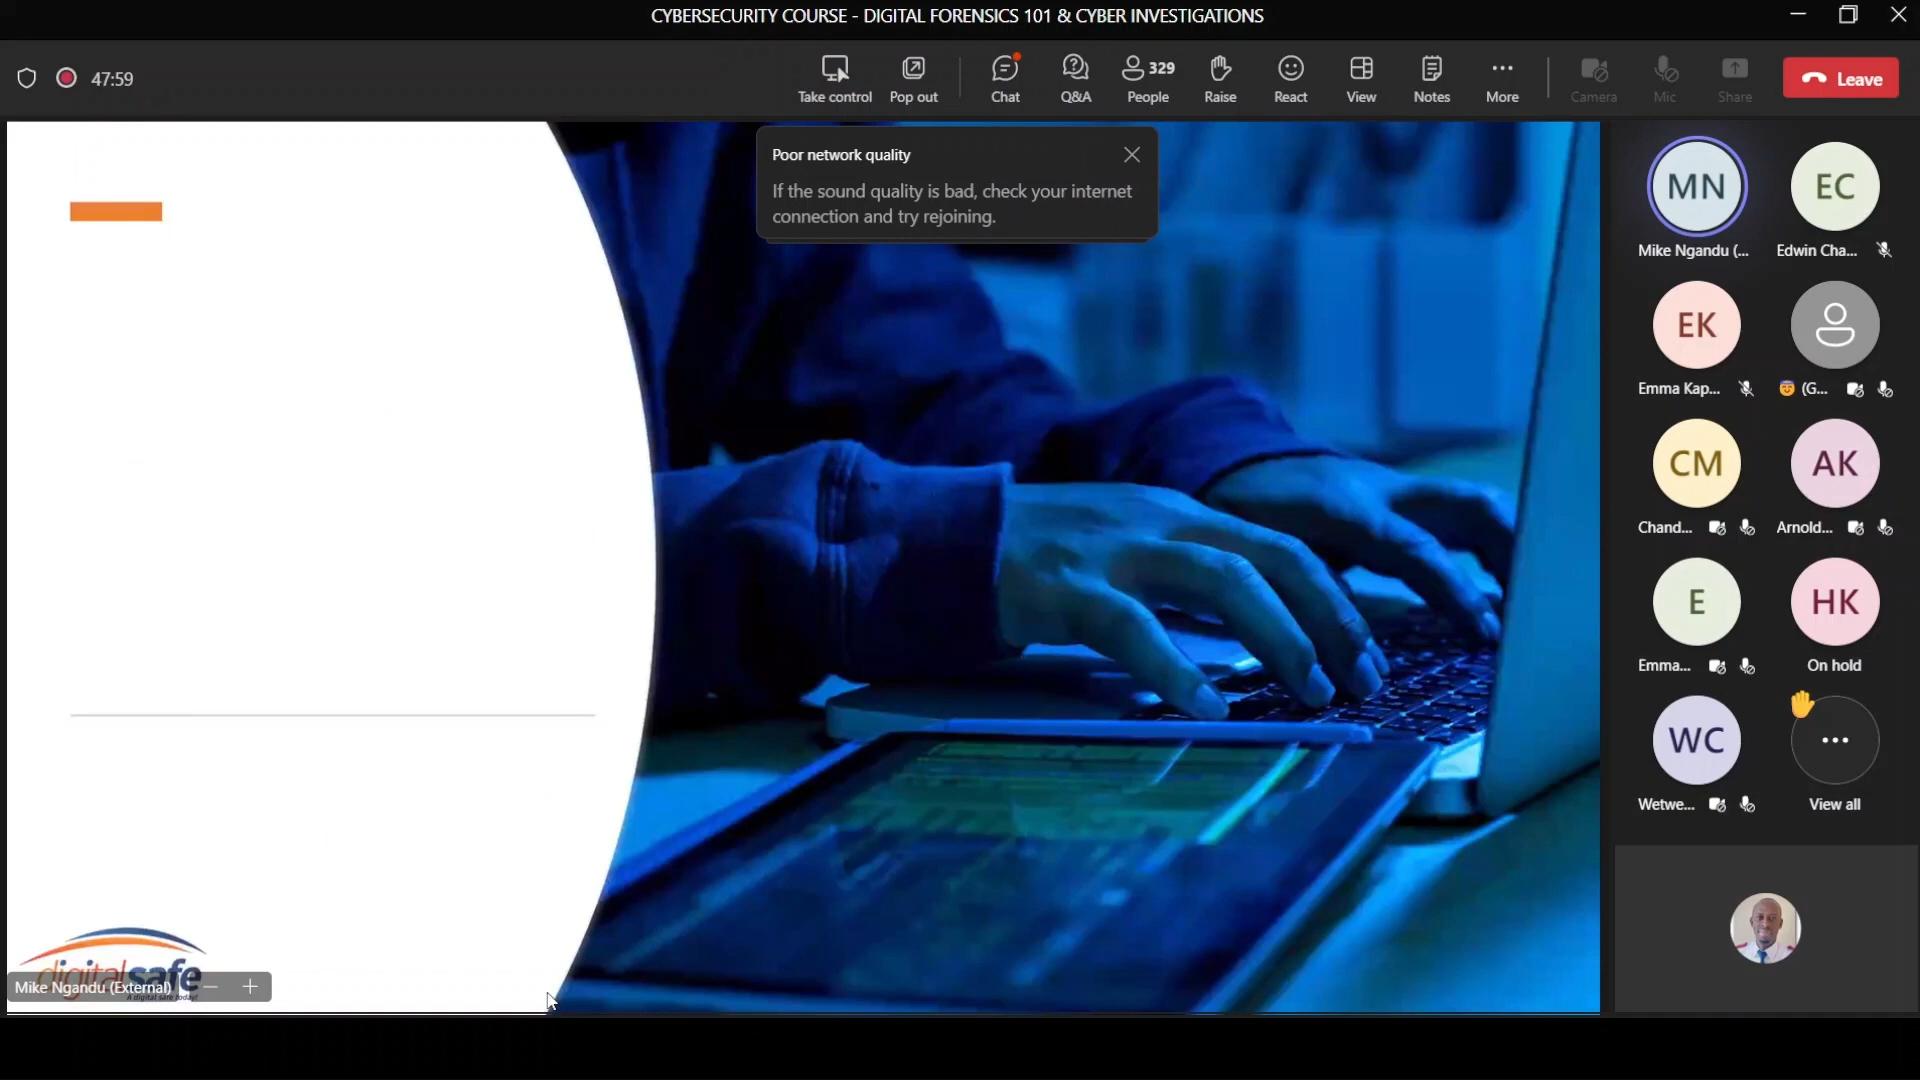 CYBERSECURITY COURSE - DIGITAL FORENSICS 101 & CYBER INVESTIGATIONS
47:59
Take control
Pop out
Chat
Q&A
329
People
Raise
React
View
Notes
More
Camera
Mic
Share
Leave
Poor network quality
If the sound quality is bad, check your internet
connection and try rejoining.
MN
Mike Ngandu (...
EC
Edwin Cha...
EK
Emma Kap...
(G...
CM
Chand...
AK
Arnold...
E
Emma...
HK
On hold
WC
Wetwe...
View all
digitalsafe
A digital safe today!
Mike Ngandu (External)